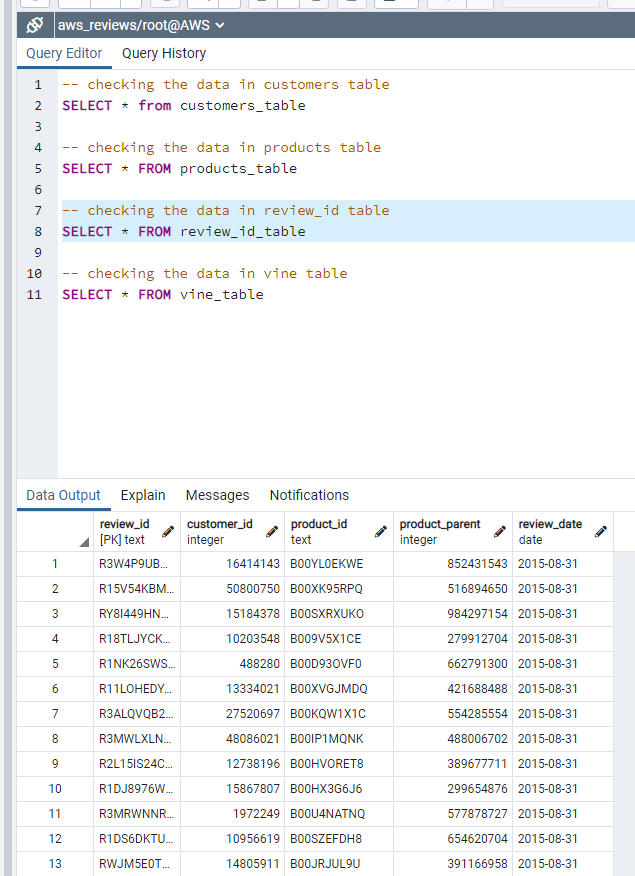 aws_reviews/root@AWS
Query Editor Query History
1 -- checking the data in customers table
2 SELECT * from customers_table
3
4 -- checking the data in products table
5 SELECT * FROM products_table
6
7 -- checking the data in review_id table
8 SELECT * FROM review_id_table
9
10 -- checking the data in vine table
11 SELECT * FROM vine_table
Data Output Explain Messages Notifications
review_id customer_id product_id product_parent review_date
[PK] text integer text integer date
1 R3W4P9UB... 16414143 B00YL0EKWE 852431543 2015-08-31
2 R15V54KBM... 50800750 B00XK95RPQ 516894650 2015-08-31
3 RY8I449HN... 15184378 B00SXRXUKO 984297154 2015-08-31
4 R18TLJYCK... 10203548 B009V5X1CE 279912704 2015-08-31
5 R1NK26SWS... 488280 B00D93OVF0 662791300 2015-08-31
6 R11LOHEDY... 13334021 B00XVGJMDQ 421688488 2015-08-31
7 R3ALQVQB2... 27520697 B00KQW1X1C 554285554 2015-08-31
8 R3MWLXLN... 48086021 B00IP1MQNK 488006702 2015-08-31
9 R2L15IS24C... 12738196 B00HVORET8 389677711 2015-08-31
10 R1DJ8976W... 15867807 B00HX3G6J6 299654876 2015-08-31
11 R3MRWNNR... 1972249 B00U4NATNQ 577878727 2015-08-31
12 R1DS6DKTU... 10956619 B00SZEFDH8 654620704 2015-08-31
13 RWJM5E0T... 14805911 B00JRJUL9U 391166958 2015-08-31